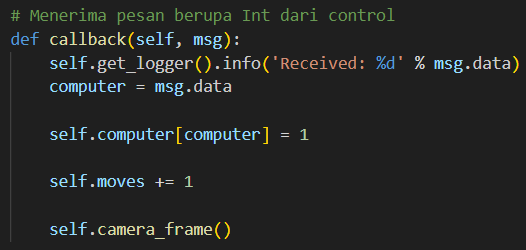 # Menerima pesan berupa Int dari control
def callback(self, msg):
    self.get_logger().info('Received: %d' % msg.data)
    computer = msg.data
    self.computer[computer] = 1
    self.moves += 1
    self.camera_frame()